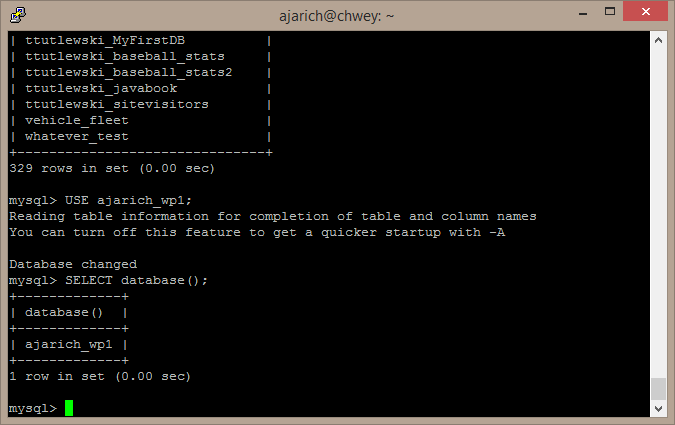 ajarich@chwey: ~
| ttutlewski_MyFirstDB          |
| ttutlewski_baseball_stats     |
| ttutlewski_baseball_stats2    |
| ttutlewski_javabook           |
| ttutlewski_sitevisitors       |
| vehicle_fleet                 |
| whatever_test                 |
+-------------------------------+
329 rows in set (0.00 sec)

mysql> USE ajarich_wp1;
Reading table information for completion of table and column names
You can turn off this feature to get a quicker startup with -A

Database changed
mysql> SELECT database();
+-------------+
| database()  |
+-------------+
| ajarich_wp1 |
+-------------+
1 row in set (0.00 sec)

mysql>